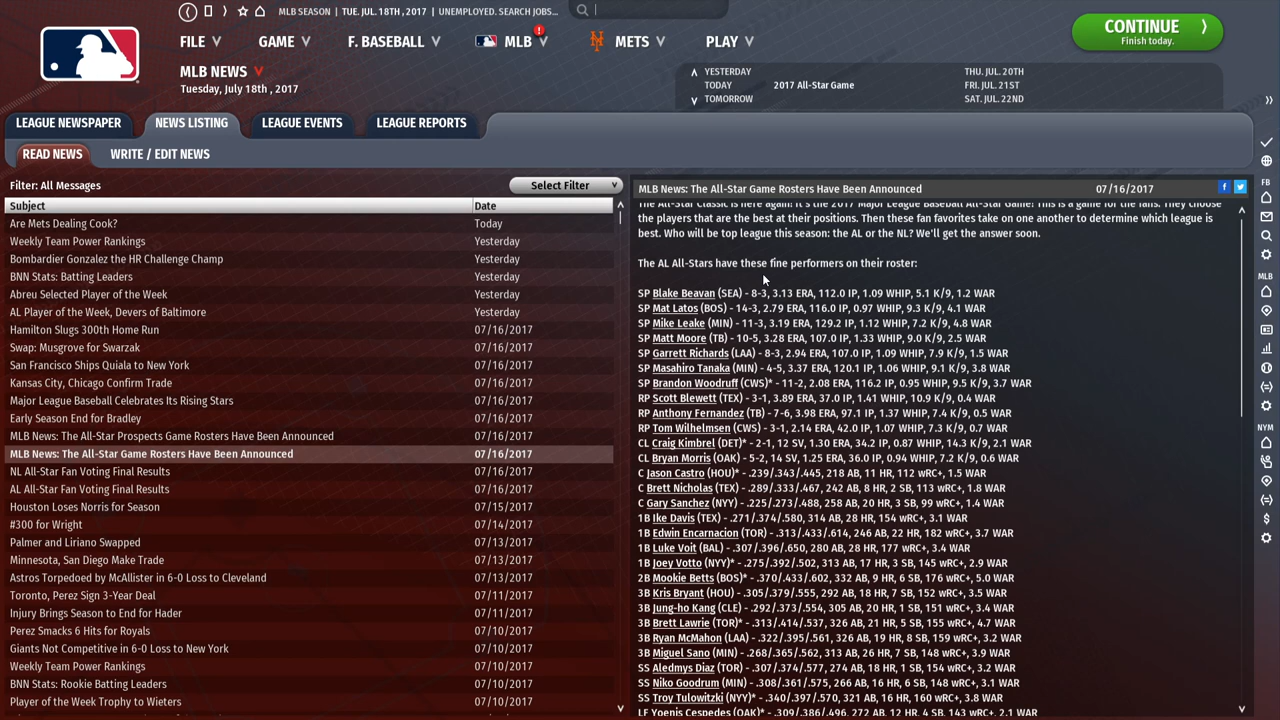 MLB SEASON | TUE. JUL. 18TH , 2017 | UNEMPLOYED. SEARCH JOBS...
FILE GAME F. BASEBALL MLB METS PLAY
CONTINUE
Finish today.
MLB NEWS
Tuesday, July 18th , 2017
YESTERDAY THU. JUL. 20TH
TODAY 2017 All-Star Game FRI. JUL. 21ST
TOMORROW SAT. JUL. 22ND
LEAGUE NEWSPAPER NEWS LISTING LEAGUE EVENTS LEAGUE REPORTS
READ NEWS WRITE / EDIT NEWS
Filter: All Messages Select Filter
Subject Date
Are Mets Dealing Cook? Today
Weekly Team Power Rankings Yesterday
Bombardier Gonzalez the HR Challenge Champ Yesterday
BNN Stats: Batting Leaders Yesterday
Abreu Selected Player of the Week Yesterday
AL Player of the Week, Devers of Baltimore Yesterday
Hamilton Slugs 300th Home Run 07/16/2017
Swap: Musgrove for Swarzak 07/16/2017
San Francisco Ships Quiala to New York 07/16/2017
Kansas City, Chicago Confirm Trade 07/16/2017
Major League Baseball Celebrates Its Rising Stars 07/16/2017
Early Season End for Bradley 07/16/2017
MLB News: The All-Star Prospects Game Rosters Have Been Announced 07/16/2017
MLB News: The All-Star Game Rosters Have Been Announced 07/16/2017
NL All-Star Fan Voting Final Results 07/16/2017
AL All-Star Fan Voting Final Results 07/16/2017
Houston Loses Norris for Season 07/15/2017
#300 for Wright 07/14/2017
Palmer and Liriano Swapped 07/13/2017
Minnesota, San Diego Make Trade 07/13/2017
Astros Torpedoed by McAllister in 6-0 Loss to Cleveland 07/13/2017
Toronto, Perez Sign 3-Year Deal 07/11/2017
Injury Brings Season to End for Hader 07/11/2017
Perez Smacks 6 Hits for Royals 07/10/2017
Giants Not Competitive in 6-0 Loss to New York 07/10/2017
Weekly Team Power Rankings 07/10/2017
BNN Stats: Rookie Batting Leaders 07/10/2017
Player of the Week Trophy to Wieters 07/10/2017
MLB News: The All-Star Game Rosters Have Been Announced 07/16/2017
The All-Star Classic is here again! It's the 2017 Major League Baseball All-Star Game! This is a game for the fans. They choose
the players that are the best at their positions. Then these fan favorites take on one another to determine which league is
best. Who will be top league this season: the AL or the NL? We'll get the answer soon.
The AL All-Stars have these fine performers on their roster:
SP Blake Beavan (SEA) - 8-3, 3.13 ERA, 112.0 IP, 1.09 WHIP, 5.1 K/9, 1.2 WAR
SP Mat Latos (BOS) - 14-3, 2.79 ERA, 116.0 IP, 0.97 WHIP, 9.3 K/9, 4.1 WAR
SP Mike Leake (MIN) - 11-3, 3.19 ERA, 129.2 IP, 1.12 WHIP, 7.2 K/9, 4.8 WAR
SP Matt Moore (TB) - 10-5, 3.28 ERA, 107.0 IP, 1.33 WHIP, 9.0 K/9, 2.5 WAR
SP Garrett Richards (LAA) - 8-3, 2.94 ERA, 107.0 IP, 1.09 WHIP, 7.9 K/9, 1.5 WAR
SP Masahiro Tanaka (MIN) - 4-5, 3.37 ERA, 120.1 IP, 1.06 WHIP, 9.1 K/9, 3.8 WAR
SP Brandon Woodruff (CWS)* - 11-2, 2.08 ERA, 116.2 IP, 0.95 WHIP, 9.5 K/9, 3.7 WAR
RP Scott Blewett (TEX) - 3-1, 3.89 ERA, 37.0 IP, 1.41 WHIP, 10.9 K/9, 0.4 WAR
RP Anthony Fernandez (TB) - 7-6, 3.98 ERA, 97.1 IP, 1.37 WHIP, 7.4 K/9, 0.5 WAR
RP Tom Wilhelmsen (CWS) - 3-1, 2.14 ERA, 42.0 IP, 1.07 WHIP, 7.3 K/9, 0.7 WAR
CL Craig Kimbrel (DET)* - 2-1, 12 SV, 1.30 ERA, 34.2 IP, 0.87 WHIP, 14.3 K/9, 2.1 WAR
CL Bryan Morris (OAK) - 5-2, 14 SV, 1.25 ERA, 36.0 IP, 0.94 WHIP, 7.2 K/9, 0.6 WAR
C Jason Castro (HOU)* - .239/.343/.445, 218 AB, 11 HR, 112 wRC+, 1.5 WAR
C Brett Nicholas (TEX) - .289/.333/.467, 242 AB, 8 HR, 2 SB, 113 wRC+, 1.8 WAR
C Gary Sanchez (NYY) - .225/.273/.488, 258 AB, 20 HR, 3 SB, 99 wRC+, 1.4 WAR
1B Ike Davis (TEX) - .271/.374/.580, 314 AB, 28 HR, 154 wRC+, 3.1 WAR
1B Edwin Encarnacion (TOR) - .313/.433/.614, 246 AB, 22 HR, 182 wRC+, 3.7 WAR
1B Luke Voit (BAL) - .307/.396/.650, 280 AB, 28 HR, 177 wRC+, 3.4 WAR
1B Joey Votto (NYY)* - .275/.392/.502, 313 AB, 17 HR, 3 SB, 145 wRC+, 2.9 WAR
2B Mookie Betts (BOS)* - .370/.433/.602, 332 AB, 9 HR, 6 SB, 176 wRC+, 5.0 WAR
3B Kris Bryant (HOU) - .305/.379/.555, 292 AB, 18 HR, 7 SB, 152 wRC+, 3.5 WAR
3B Jung-ho Kang (CLE) - .292/.373/.554, 305 AB, 20 HR, 1 SB, 151 wRC+, 3.4 WAR
3B Brett Lawrie (TOR)* - .313/.414/.537, 326 AB, 21 HR, 5 SB, 155 wRC+, 4.7 WAR
3B Ryan McMahon (LAA) - .322/.395/.561, 326 AB, 19 HR, 8 SB, 159 wRC+, 3.2 WAR
3B Miguel Sano (MIN) - .268/.365/.562, 313 AB, 26 HR, 7 SB, 148 wRC+, 3.9 WAR
SS Aledmys Diaz (TOR) - .307/.374/.577, 274 AB, 18 HR, 1 SB, 154 wRC+, 3.2 WAR
SS Niko Goodrum (MIN) - .308/.361/.575, 266 AB, 16 HR, 6 SB, 148 wRC+, 3.1 WAR
SS Troy Tulowitzki (NYY)* - .340/.397/.570, 321 AB, 16 HR, 160 wRC+, 3.8 WAR
LF Yoenis Cespedes (OAK)* - .309/.386/.496, 272 AB, 12 HR, 4 SB, 143 wRC+, 2.1 WAR
FB
MLB
NYM